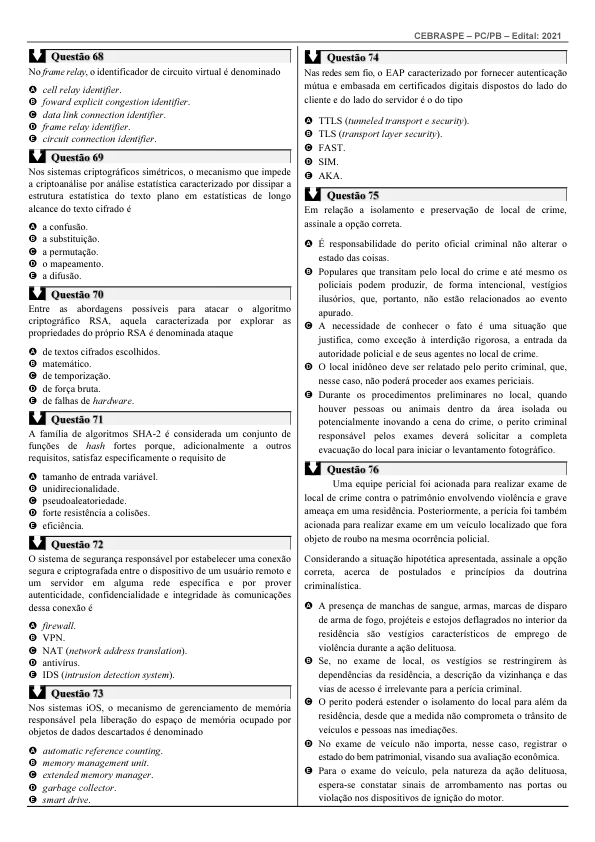 CEBRASPE – PC/PB – Edital: 2021
Questão 68
No frame relay, o identificador de circuito virtual é denominado
A cell relay identifier.
B foward explicit congestion identifier.
C data link connection identifier.
D frame relay identifier.
E circuit connection identifier.
Questão 69
Nos sistemas criptográficos simétricos, o mecanismo que impede
a criptoanálise por análise estatística caracterizado por dissipar a
estrutura estatística do texto plano em estatísticas de longo
alcance do texto cifrado é
A a confusão.
B a substituição.
C a permutação.
D o mapeamento.
E a difusão.
Questão 70
Entre as abordagens possíveis para atacar o algoritmo
criptográfico RSA, aquela caracterizada por explorar as
propriedades do próprio RSA é denominada ataque
A de textos cifrados escolhidos.
B matemático.
C de temporização.
D de força bruta.
E de falhas de hardware.
Questão 71
A família de algoritmos SHA-2 é considerada um conjunto de
funções de hash fortes porque, adicionalmente a outros
requisitos, satisfaz especificamente o requisito de
A tamanho de entrada variável.
B unidirecionalidade.
C pseudoaleatoriedade.
D forte resistência a colisões.
E eficiência.
Questão 72
O sistema de segurança responsável por estabelecer uma conexão
segura e criptografada entre o dispositivo de um usuário remoto e
um servidor em alguma rede específica e por prover
autenticidade, confidencialidade e integridade às comunicações
dessa conexão é
A firewall.
B VPN.
C NAT (network address translation).
D antivírus.
E IDS (intrusion detection system).
Questão 73
Nos sistemas iOS, o mecanismo de gerenciamento de memória
responsável pela liberação do espaço de memória ocupado por
objetos de dados descartados é denominado
A automatic reference counting.
B memory management unit.
C extended memory manager.
D garbage collector.
E smart drive.
Questão 74
Nas redes sem fio, o EAP caracterizado por fornecer autenticação
mútua e embasada em certificados digitais dispostos do lado do
cliente e do lado do servidor é o do tipo
A TTLS (tunneled transport e security).
B TLS (transport layer security).
C FAST.
D SIM.
E AKA.
Questão 75
Em relação a isolamento e preservação de local de crime,
assinale a opção correta.
A É responsabilidade do perito oficial criminal não alterar o
estado das coisas.
B Populares que transitam pelo local do crime e até mesmo os
policiais podem produzir, de forma intencional, vestígios
ilusórios, que, portanto, não estão relacionados ao evento
apurado.
C A necessidade de conhecer o fato é uma situação que
justifica, como exceção à interdição rigorosa, a entrada da
autoridade policial e de seus agentes no local de crime.
D O local inidôneo deve ser relatado pelo perito criminal, que,
nesse caso, não poderá proceder aos exames periciais.
E Durante os procedimentos preliminares no local, quando
houver pessoas ou animais dentro da área isolada ou
potencialmente inovando a cena do crime, o perito criminal
responsável pelos exames deverá solicitar a completa
evacuação do local para iniciar o levantamento fotográfico.
Questão 76
Uma equipe pericial foi acionada para realizar exame de
local de crime contra o patrimônio envolvendo violência e grave
ameaça em uma residência. Posteriormente, a perícia foi também
acionada para realizar exame em um veículo localizado que fora
objeto de roubo na mesma ocorrência policial.
Considerando a situação hipotética apresentada, assinale a opção
correta, acerca de postulados e princípios da doutrina
criminalística.
A A presença de manchas de sangue, armas, marcas de disparo
de arma de fogo, projéteis e estojos deflagrados no interior da
residência são vestígios característicos de emprego de
violência durante a ação delituosa.
B Se, no exame de local, os vestígios se restringirem às
dependências da residência, a descrição da vizinhança e das
vias de acesso é irrelevante para a perícia criminal.
C O perito poderá estender o isolamento do local para além da
residência, desde que a medida não comprometa o trânsito de
veículos e pessoas nas imediações.
D No exame de veículo não importa, nesse caso, registrar o
estado do bem patrimonial, visando sua avaliação econômica.
E Para o exame do veículo, pela natureza da ação delituosa,
espera-se constatar sinais de arrombamento nas portas ou
violação nos dispositivos de ignição do motor.